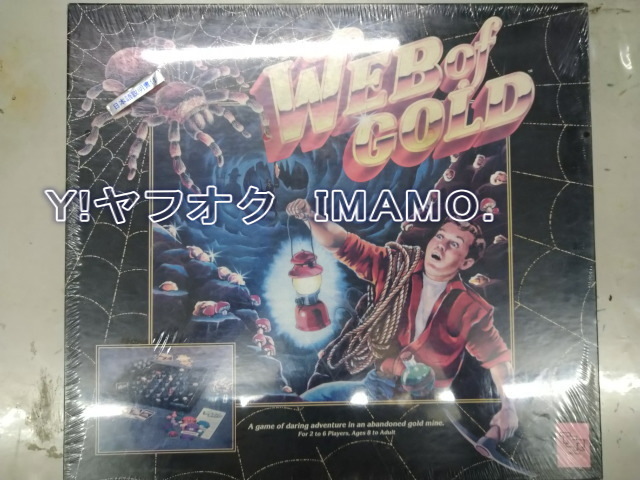 WEB of
GOLD
Y!ヤフオク IMAMO.
A game of daring adventure in an abandoned gold mine.
For 2 to 6 Players, Ages 8 to Adult